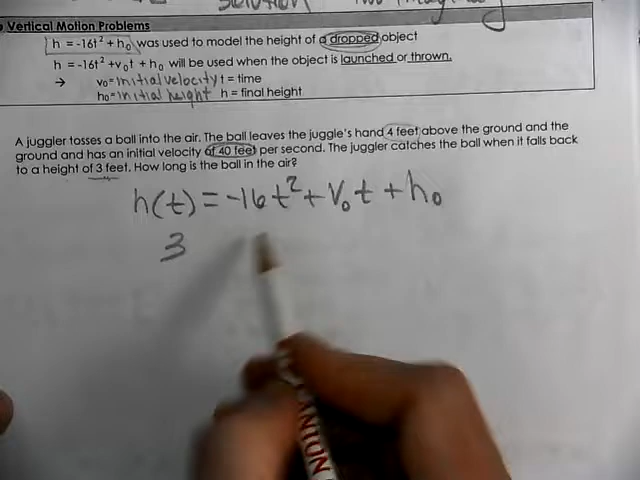 Vertical Motion Problems
h = -16t² + h₀ was used to model the height of a dropped object
h = -16t² +v₀t + h₀ will be used when the object is launched or thrown.
→ v₀=initial velocity t = time
h₀=initial height h = final height
A juggler tosses a ball into the air. The ball leaves the juggle's hand 4 feet above the ground and the
ground and has an initial velocity of 40 feet per second. The juggler catches the ball when it falls back
to a height of 3 feet. How long is the ball in the air?
h(t) = -16t² + V₀t + h₀
3